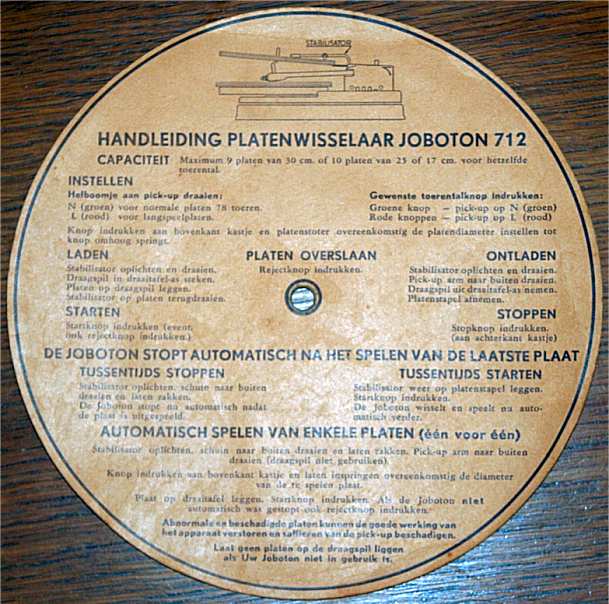 STABILISATOR
HANDLEIDING PLATENWISSELAAR JOBOTON 712
CAPACITEIT Maximum 9 platen van 30 cm. of 10 platen van 25 of 17 cm. voor hetzelfde
toerental.
INSTELLEN
Hefboomje aan pick-up draaien:
N (groen) voor normale platen 78 toeren.
L (rood) voor langspeelplaten.
Gewenste toerentalknop indrukken:
Groene knop – pick-up op N (groen)
Rode knoppen – pick-up op L (rood)
Knop indrukken aan bovenkant kastje en platenstoter overeenkomstig de platendiameter instellen tot
knop omhoog springt.
LADEN
Stabilisator oplichten en draaien.
Draagspil in draaitafel-as steken.
Platen op draagspil leggen.
Stabilisator op platen terugdraaien.
PLATEN OVERSLAAN
Rejectknop indrukken.
ONTLADEN
Stabilisator oplichten en draaien.
Pick-up arm naar buiten draaien.
Draagspil uit draaitafel-as nemen.
Platenstapel afnemen.
STARTEN
Startknop indrukken (event.
ook rejectknop indrukken.)
STOPPEN
Stopknop indrukken.
(aan achterkant kastje)
DE JOBOTON STOPT AUTOMATISCH NA HET SPELEN VAN DE LAATSTE PLAAT
TUSSENTIJDS STOPPEN
Stabilisator oplichten, schuin naar buiten
draaien en laten zakken.
De Joboton stopt nu automatisch nadat
de plaat is uitgespeeld.
TUSSENTIJDS STARTEN
Stabilisator weer op platenstapel leggen.
Startknop indrukken.
De Joboton wisselt en speelt nu auto-
matisch verder.
AUTOMATISCH SPELEN VAN ENKELE PLATEN (één voor één)
Stabilisator oplichten, schuin naar buiten draaien en laten zakken. Pick-up arm naar buiten
draaien (draagspil niet gebruiken).
Knop indrukken aan bovenkant kastje en laten inspringen overeenkomstig de diameter
van de te spelen plaat.
Plaat op draaitafel leggen. Startknop indrukken. Als de Joboton niet
automatisch was gestopt ook rejectknop indrukken.
Abnormale en beschadigde platen kunnen de goede werking van
het apparaat verstoren en saffieren van de pick-up beschadigen.
Laat geen platen op de draagspil liggen
als Uw Joboton niet in gebruik is.